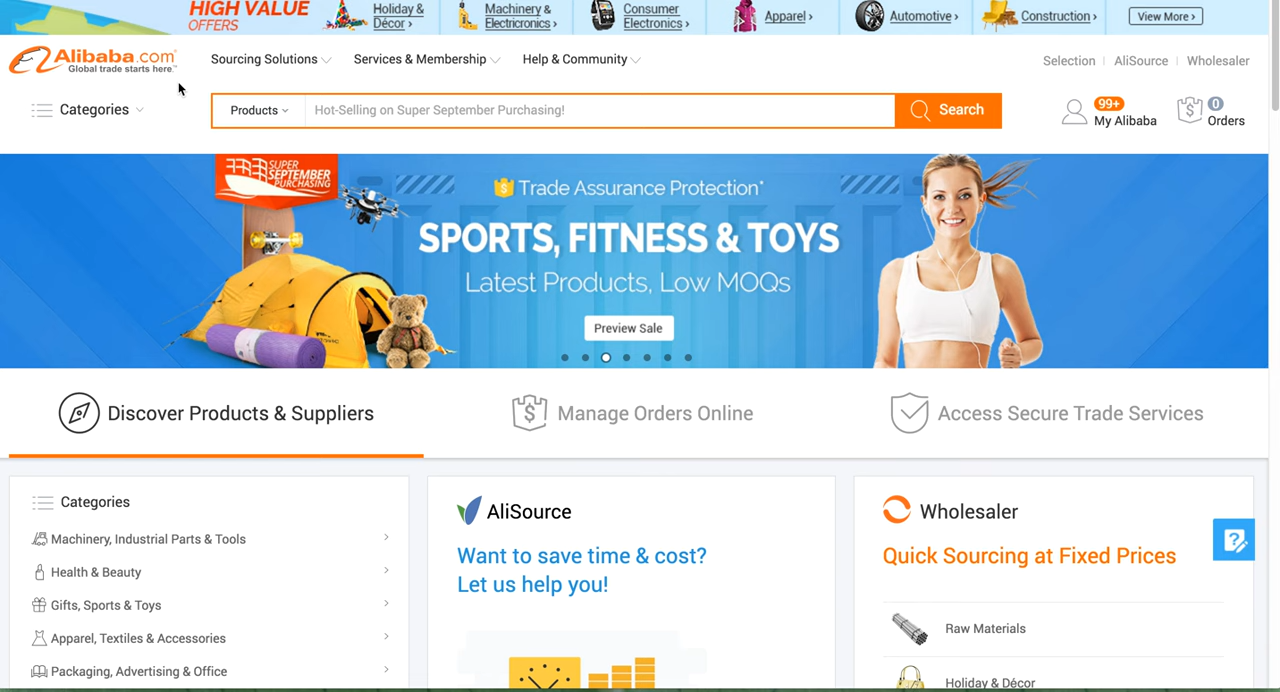 HIGH VALUE
OFFERS
Holiday &
Décor ›
Machinery &
Electricronics ›
Consumer
Electronics ›
Apparel ›
Automotive ›
Construction ›
View More ›
Alibaba.com
Global trade starts here.™
Sourcing Solutions
Services & Membership
Help & Community
Selection
AliSource
Wholesaler
Categories
Products
Hot-Selling on Super September Purchasing!
Search
99+
My Alibaba
0
Orders
SUPER
SEPTEMBER
PURCHASING
Trade Assurance Protection*
SPORTS, FITNESS & TOYS
Latest Products, Low MOQs
Preview Sale
Discover Products & Suppliers
Manage Orders Online
Access Secure Trade Services
Categories
Machinery, Industrial Parts & Tools
Health & Beauty
Gifts, Sports & Toys
Apparel, Textiles & Accessories
Packaging, Advertising & Office
AliSource
Want to save time & cost?
Let us help you!
Wholesaler
Quick Sourcing at Fixed Prices
Raw Materials
Holiday & Décor